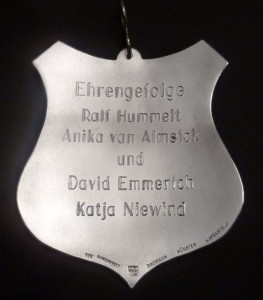 Ehrengefolge
Ralf Hummelt
Anika van Almsick
und
David Emmerich
Katja Niewind